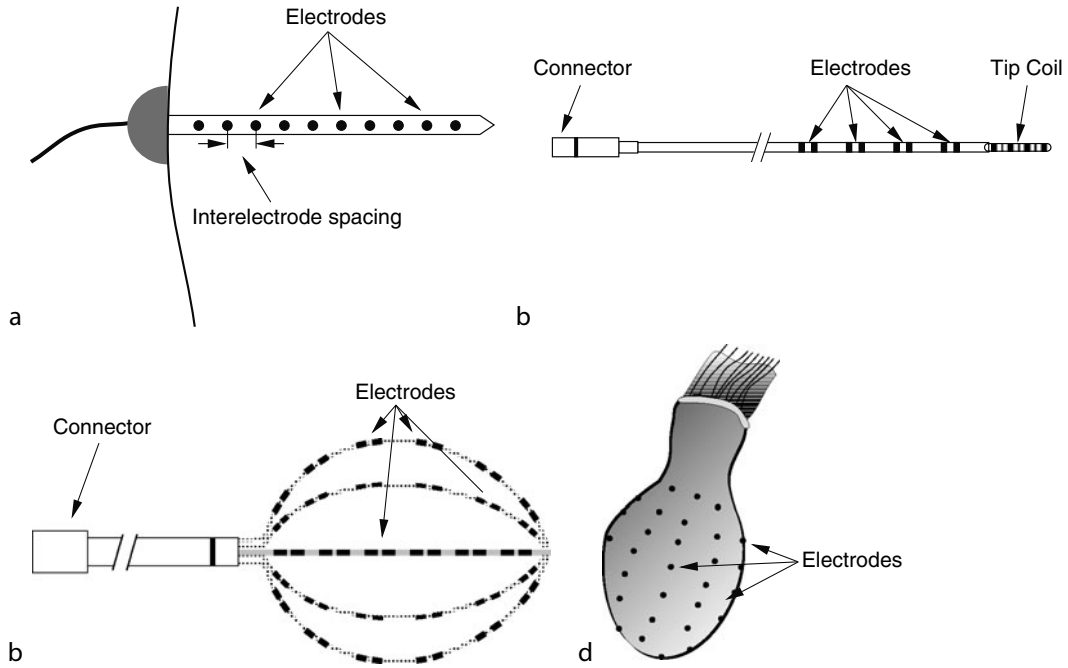 Electrodes
Interelectrode spacing
a
Connector
Electrodes
Tip Coil
b
Electrodes
Connector
b
Electrodes
d